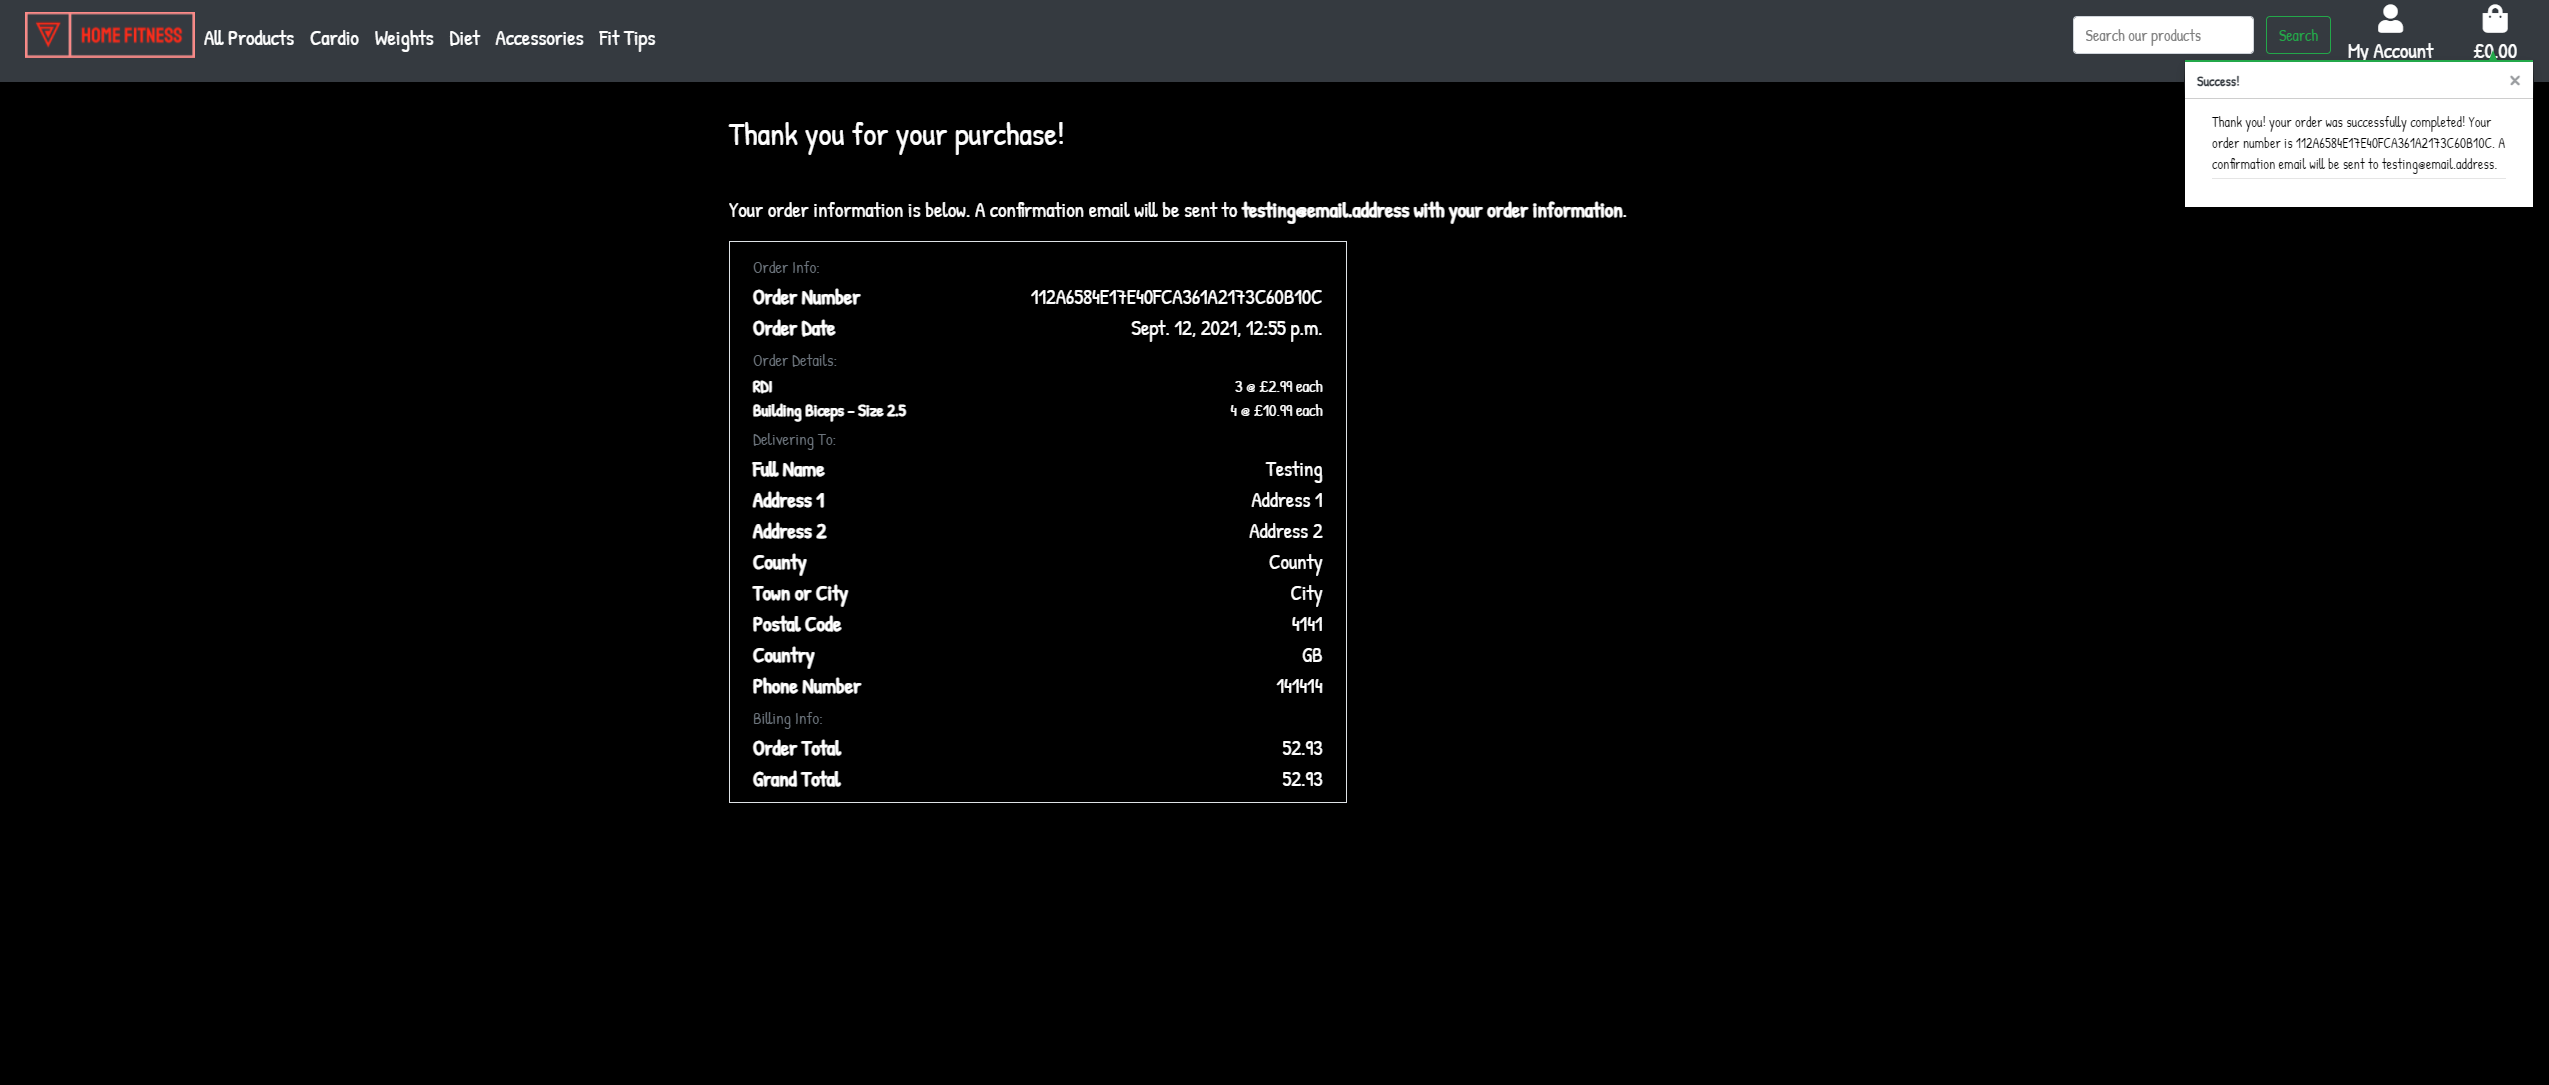 HOME FITNESS All Products Cardio Weights Diet Accessories Fit Tips Search our products Search My Account £0.00
Success! ×
Thank you! your order was successfully completed! Your
order number is 112A6584E17E40FCA361A2173C60B10C. A
confirmation email will be sent to testing@email.address.
Thank you for your purchase!
Your order information is below. A confirmation email will be sent to testing@email.address with your order information.
Order Info:
Order Number 112A6584E17E40FCA361A2173C60B10C
Order Date Sept. 12, 2021, 12:55 p.m.
Order Details:
RDI 3 @ £2.99 each
Building Biceps - Size 2.5 4 @ £10.99 each
Delivering To:
Full Name Testing
Address 1 Address 1
Address 2 Address 2
County County
Town or City City
Postal Code 4141
Country GB
Phone Number 141414
Billing Info:
Order Total 52.93
Grand Total 52.93